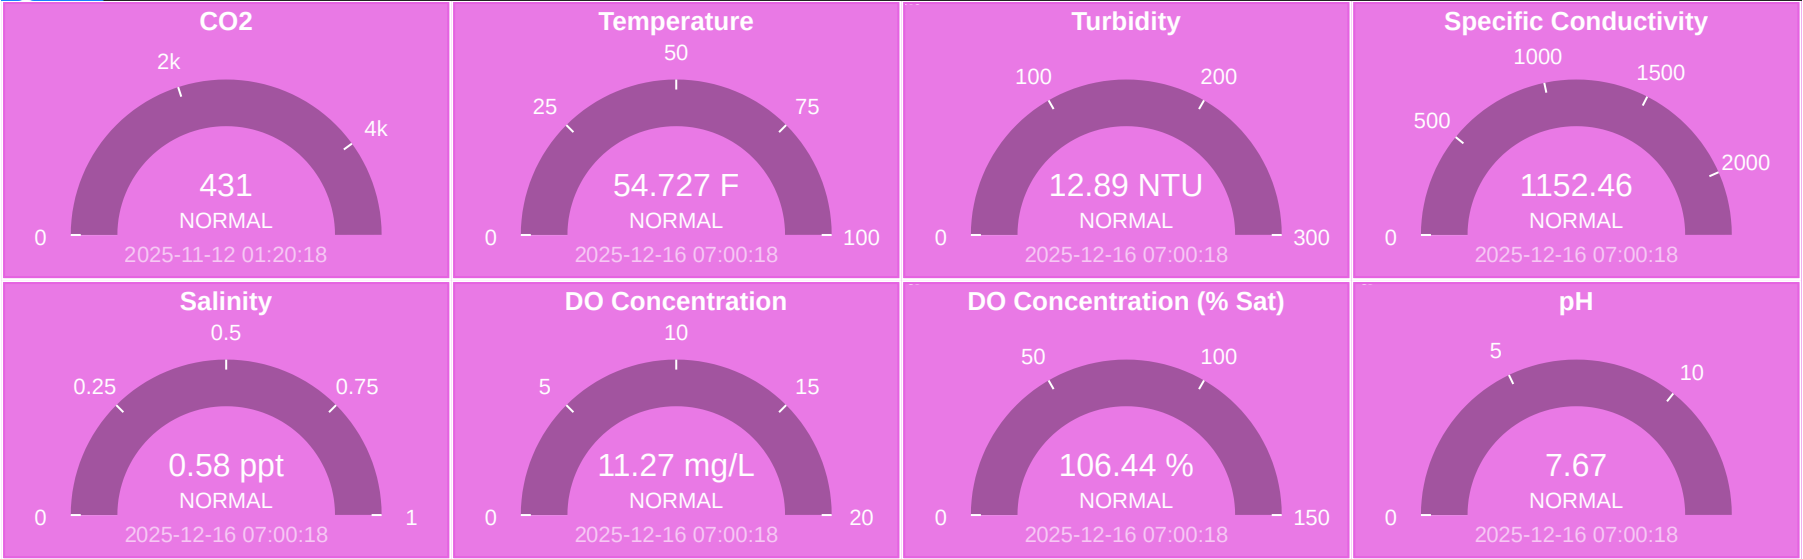 CO2
2k
4k
0
431
NORMAL
2025-11-12 01:20:18
Temperature
50
25
75
0
100
54.727 F
NORMAL
2025-12-16 07:00:18
Turbidity
100
200
0
300
12.89 NTU
NORMAL
2025-12-16 07:00:18
Specific Conductivity
1000
1500
500
2000
0
1152.46
NORMAL
2025-12-16 07:00:18
Salinity
0.5
0.25
0.75
0
1
0.58 ppt
NORMAL
2025-12-16 07:00:18
DO Concentration
10
5
15
0
20
11.27 mg/L
NORMAL
2025-12-16 07:00:18
DO Concentration (% Sat)
50
100
0
150
106.44 %
NORMAL
2025-12-16 07:00:18
pH
5
10
0
7.67
NORMAL
2025-12-16 07:00:18